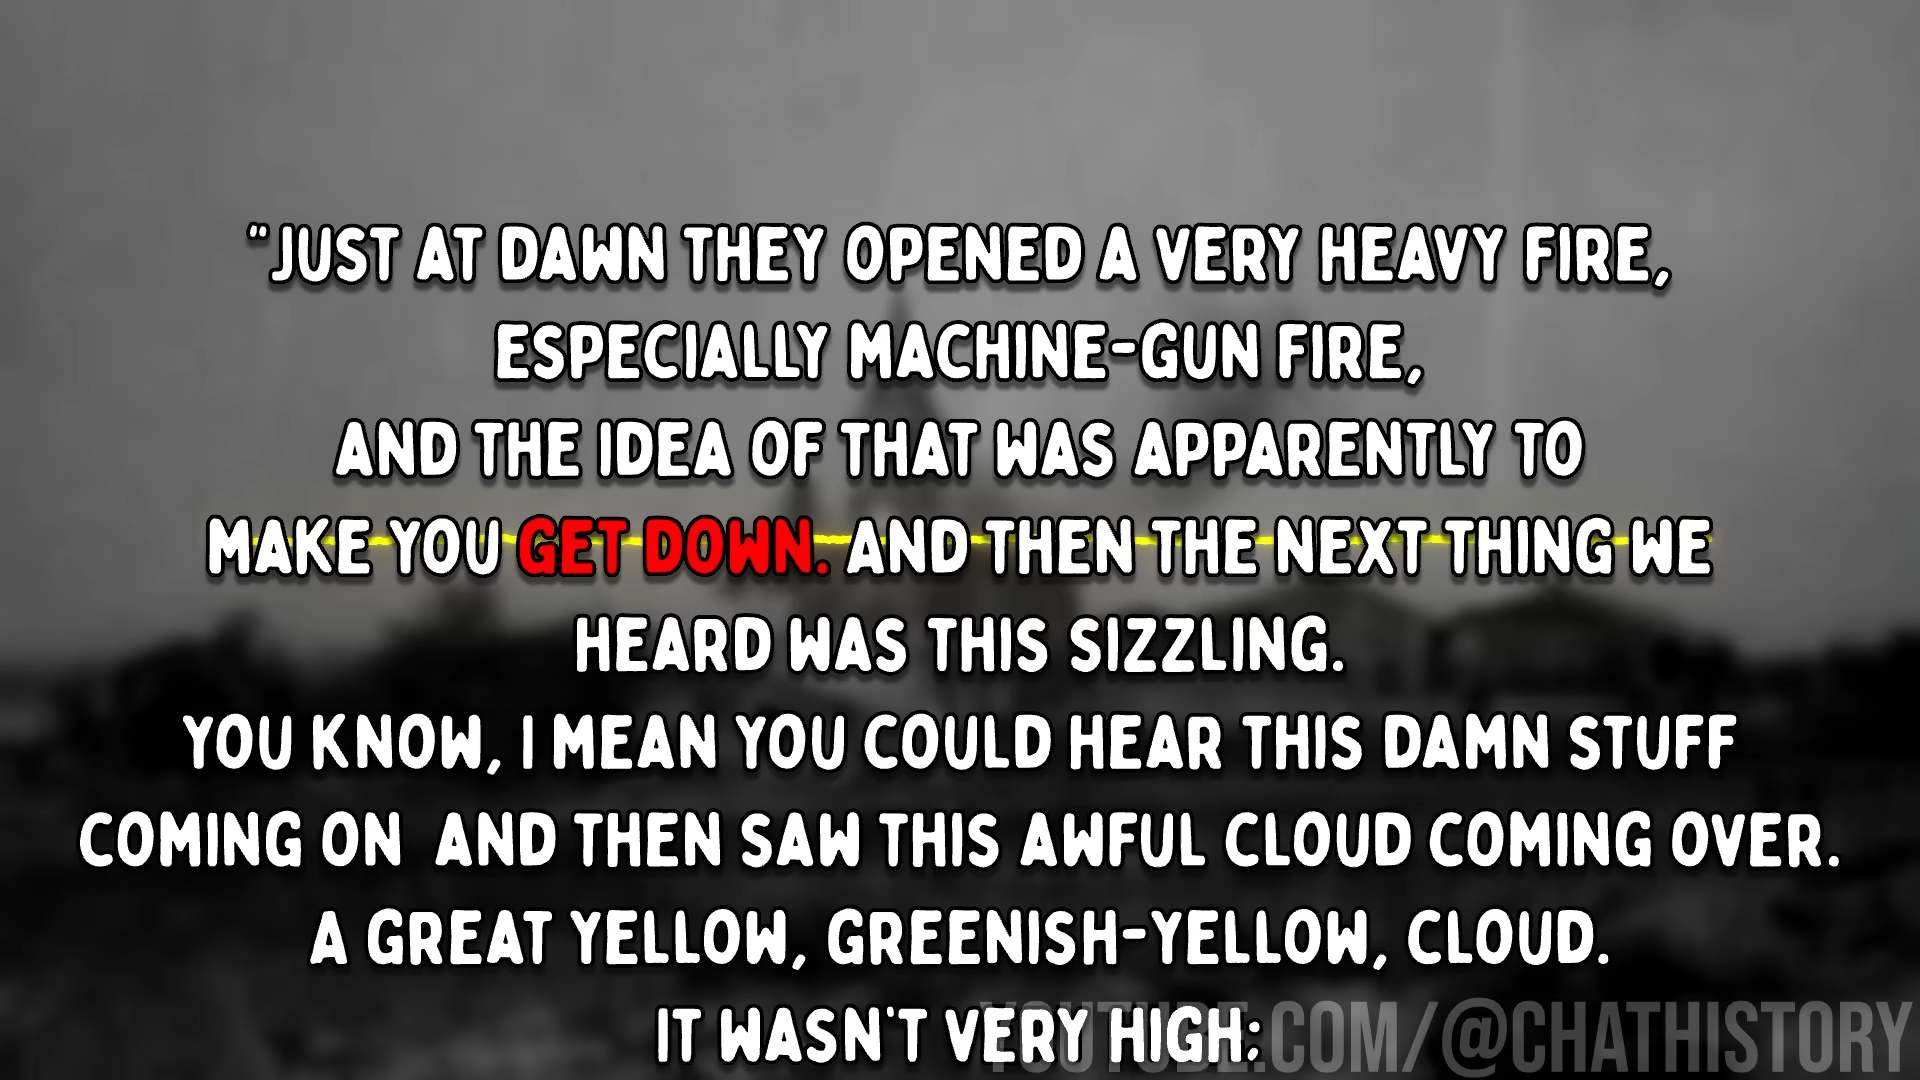 "JUST AT DAWN THEY OPENED A VERY HEAVY FIRE,
ESPECIALLY MACHINE-GUN FIRE,
AND THE IDEA OF THAT WAS APPARENTLY TO
MAKE YOU GET DOWN. AND THEN THE NEXT THING WE
HEARD WAS THIS SIZZLING.
YOU KNOW, I MEAN YOU COULD HEAR THIS DAMN STUFF
COMING ON AND THEN SAW THIS AWFUL CLOUD COMING OVER.
A GREAT YELLOW, GREENISH-YELLOW, CLOUD.
IT WASN'T VERY HIGH;
YOUTUBE.COM/@CHATHISTORY